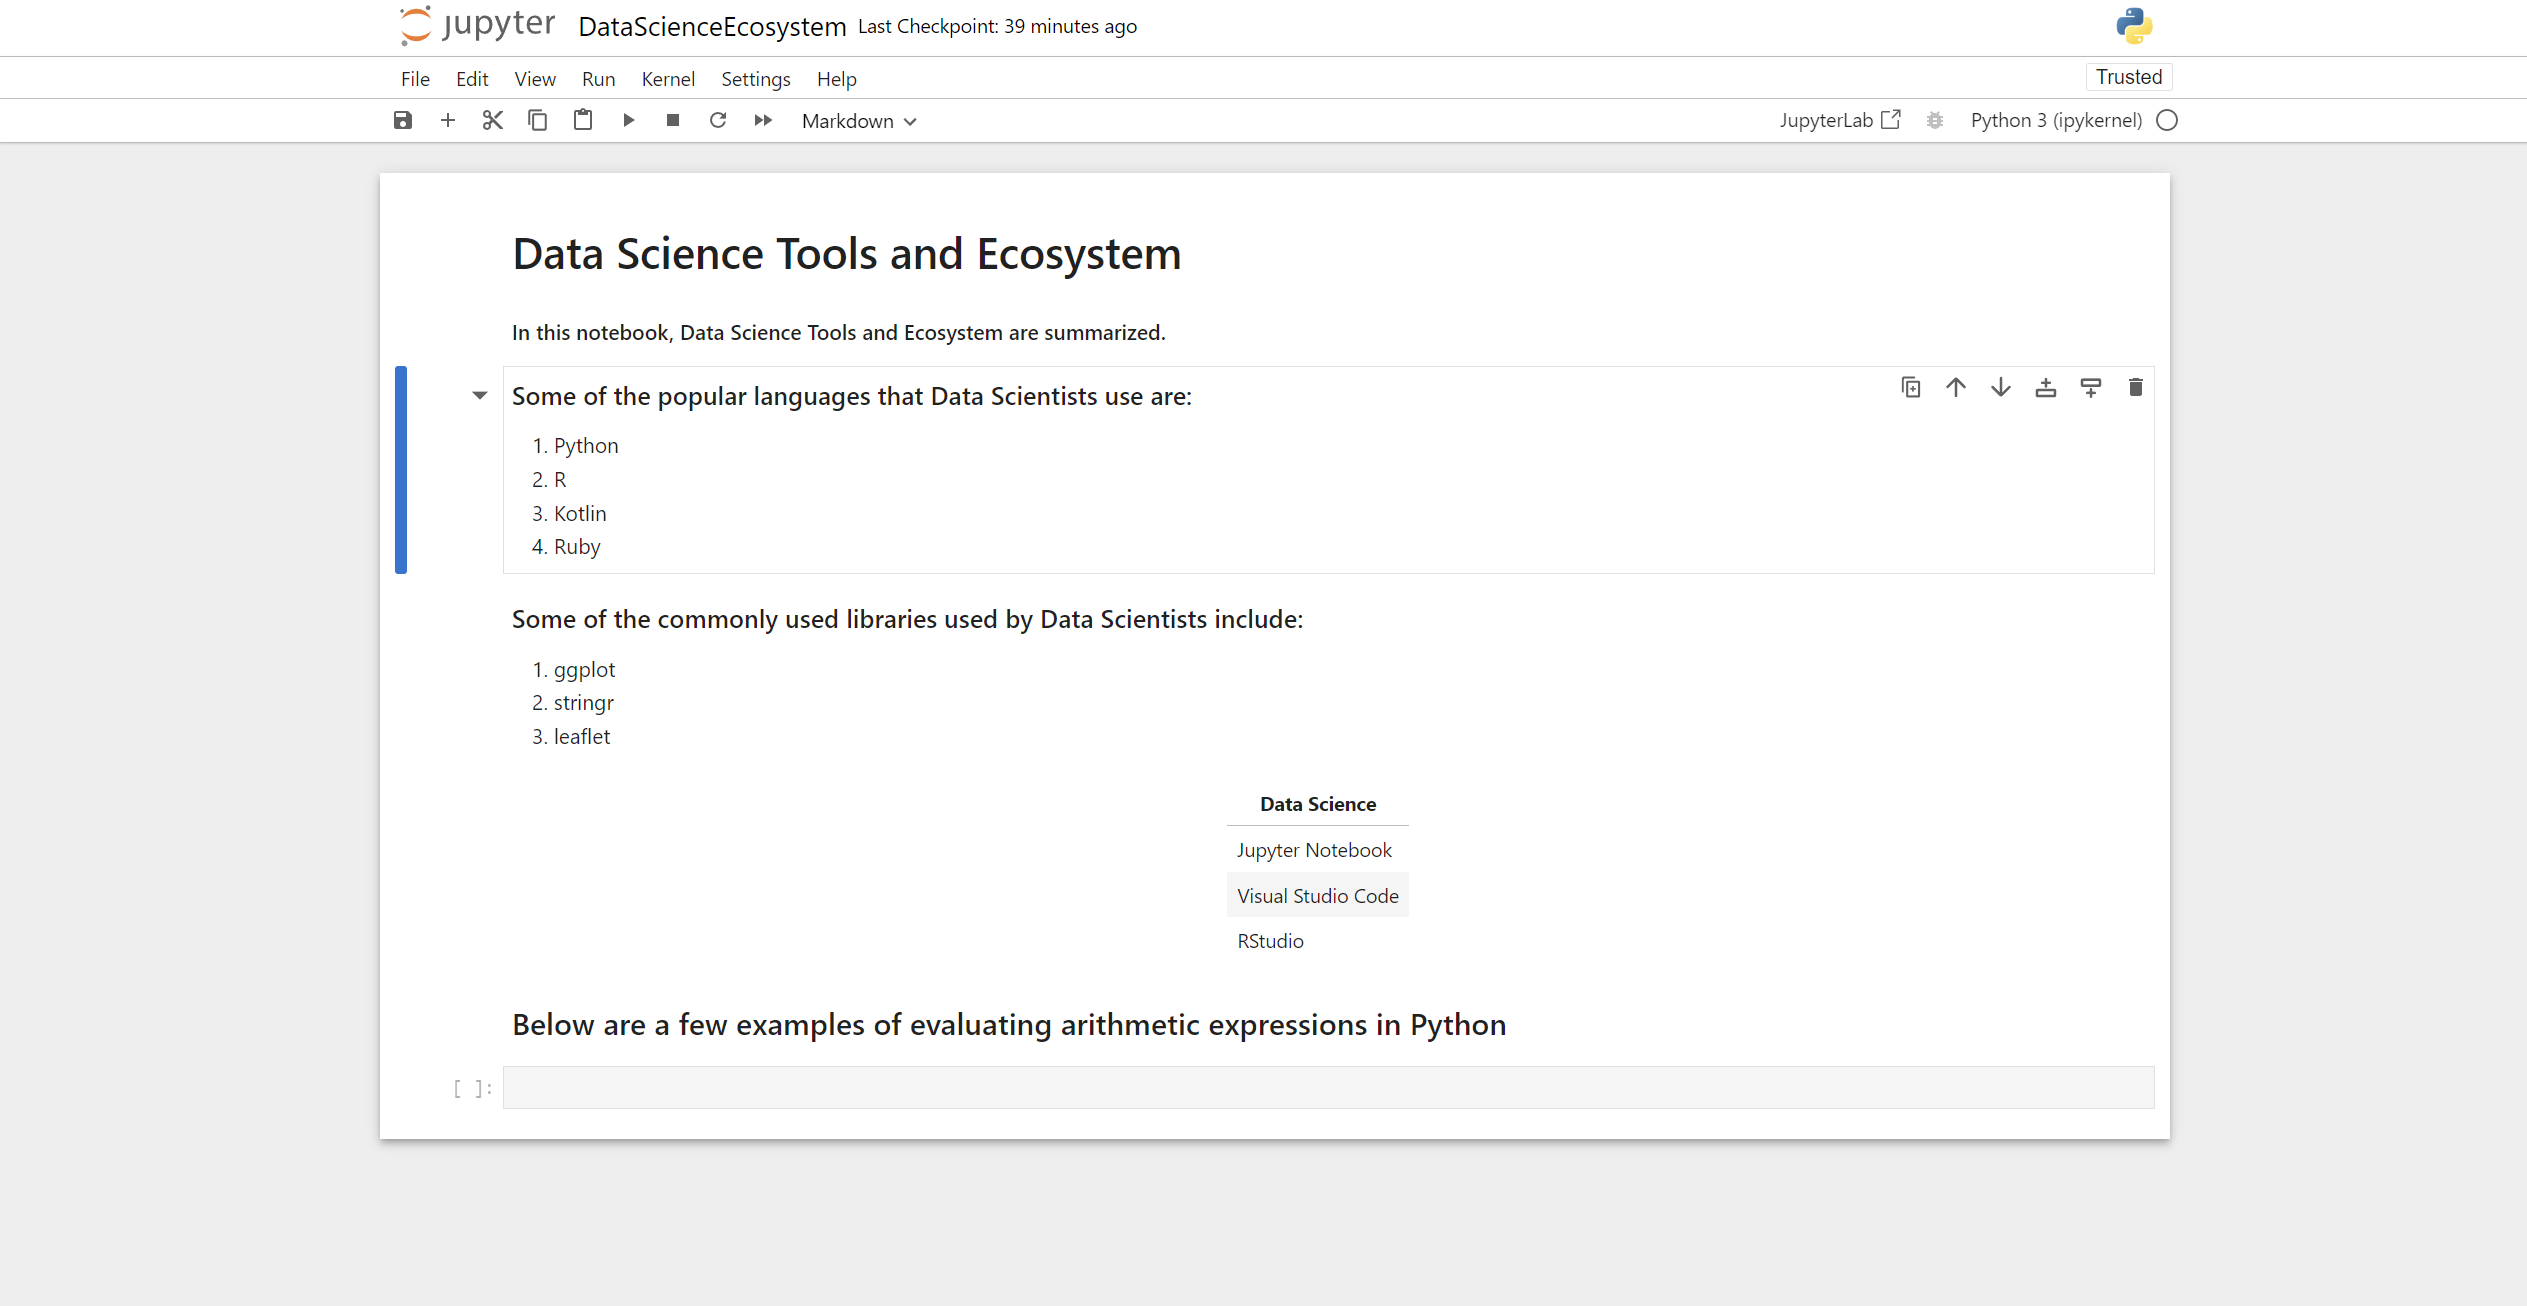 jupyter DataScienceEcosystem Last Checkpoint: 39 minutes ago
File Edit View Run Kernel Settings Help Trusted
Markdown JupyterLab Python 3 (ipykernel)
Data Science Tools and Ecosystem
In this notebook, Data Science Tools and Ecosystem are summarized.
Some of the popular languages that Data Scientists use are:
1. Python
2. R
3. Kotlin
4. Ruby
Some of the commonly used libraries used by Data Scientists include:
1. ggplot
2. stringr
3. leaflet
Data Science
Jupyter Notebook
Visual Studio Code
RStudio
Below are a few examples of evaluating arithmetic expressions in Python
[ ]: